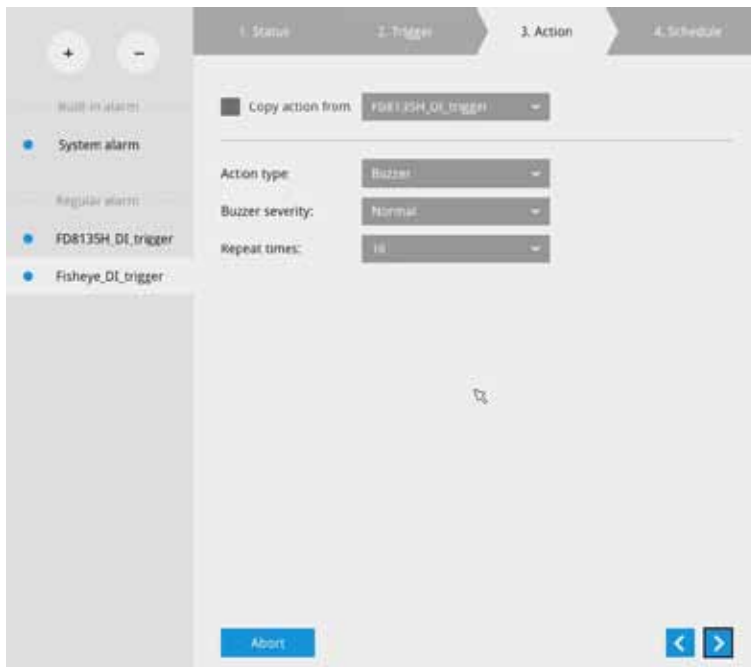 + −
1. Status 2. Trigger 3. Action 4. Schedule
Built-in alarm
System alarm
Regular alarm
FD8135H_DI_trigger
Fisheye_DI_trigger
Copy action from FD8135H_DI_trigger
Action type: Buzzer
Buzzer severity: Normal
Repeat times: 10
Abort
< >